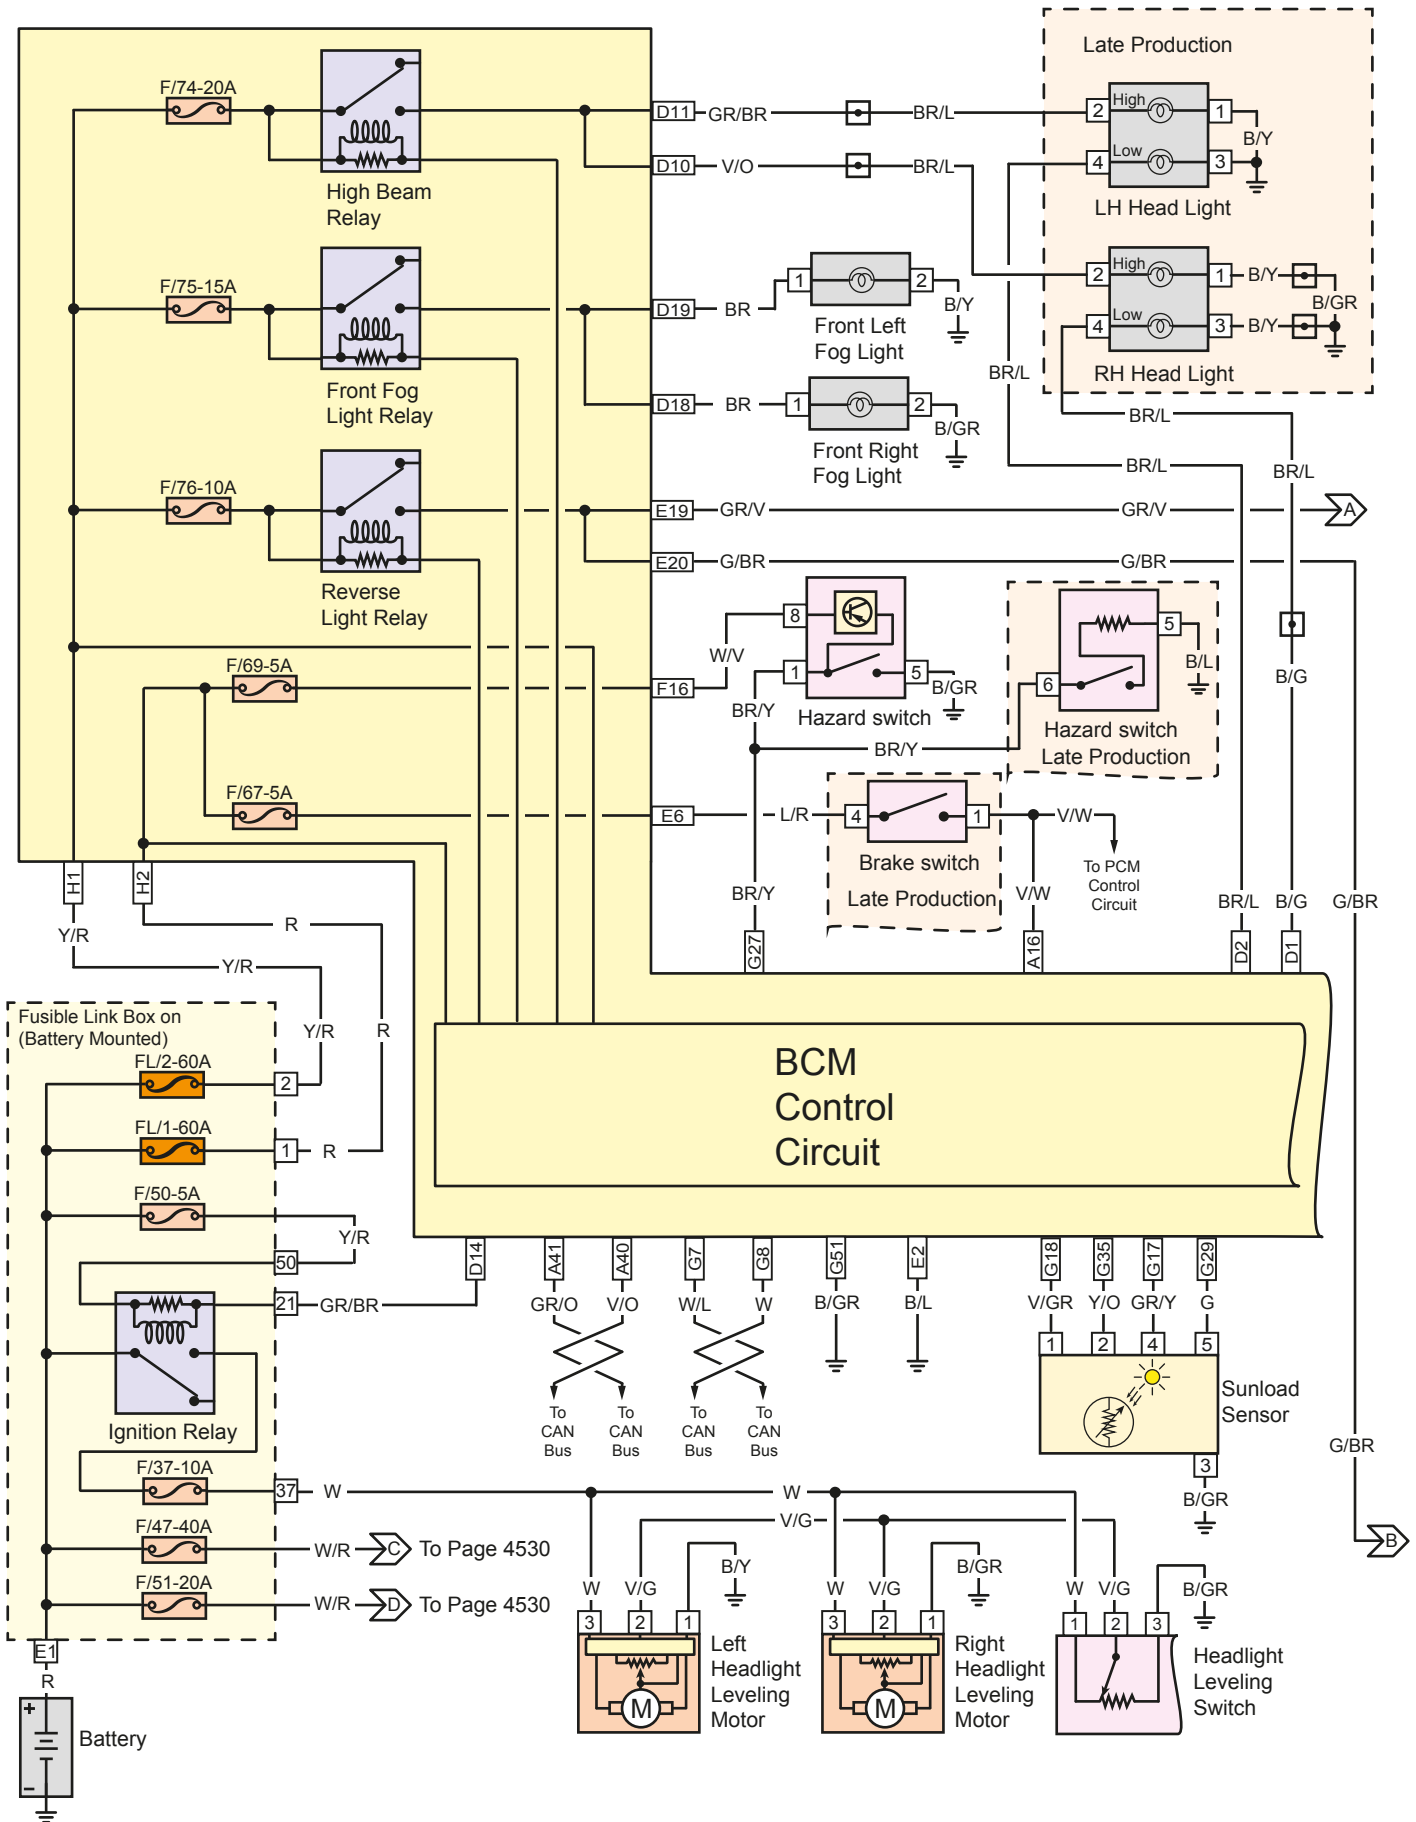 Late Production
F/74-20A
High Beam
Relay
D11
GR/BR
BR/L
2
High
1
B/Y
4
Low
3
LH Head Light
D10
V/O
BR/L
F/75-15A
Front Fog
Light Relay
D19
BR
1
2
B/Y
Front Left
Fog Light
D18
BR
1
2
B/GR
Front Right
Fog Light
2
High
1
B/Y
B/GR
4
Low
3
B/Y
RH Head Light
BR/L
BR/L
BR/L
BR/L
F/76-10A
Reverse
Light Relay
E19
GR/V
GR/V
A
E20
G/BR
G/BR
F/69-5A
F16
W/V
8
1
5
B/GR
BR/Y
Hazard switch
5
B/L
6
Hazard switch
Late Production
BR/Y
B/G
F/67-5A
E6
L/R
4
1
Brake switch
Late Production
V/W
To PCM
Control
Circuit
H1
H2
Y/R
R
Y/R
BR/Y
V/W
BR/L
B/G
G/BR
G27
A16
D2
D1
Fusible Link Box on
(Battery Mounted)
Y/R
R
FL/2-60A
2
FL/1-60A
1
R
F/50-5A
Y/R
50
21
GR/BR
Ignition Relay
BCM
Control
Circuit
D14
A41
A40
G7
G8
G51
E2
G18
G35
G17
G29
GR/O
V/O
W/L
W
B/GR
B/L
V/GR
Y/O
GR/Y
G
1
2
4
5
To
CAN
Bus
To
CAN
Bus
To
CAN
Bus
To
CAN
Bus
Sunload
Sensor
3
B/GR
G/BR
B
F/37-10A
37
W
W
V/G
F/47-40A
W/R
C
To Page 4530
F/51-20A
W/R
D
To Page 4530
W
V/G
B/Y
3
2
1
M
Left
Headlight
Leveling
Motor
W
V/G
B/GR
3
2
1
M
Right
Headlight
Leveling
Motor
W
V/G
B/GR
1
2
3
Headlight
Leveling
Switch
E1
R
+
−
Battery